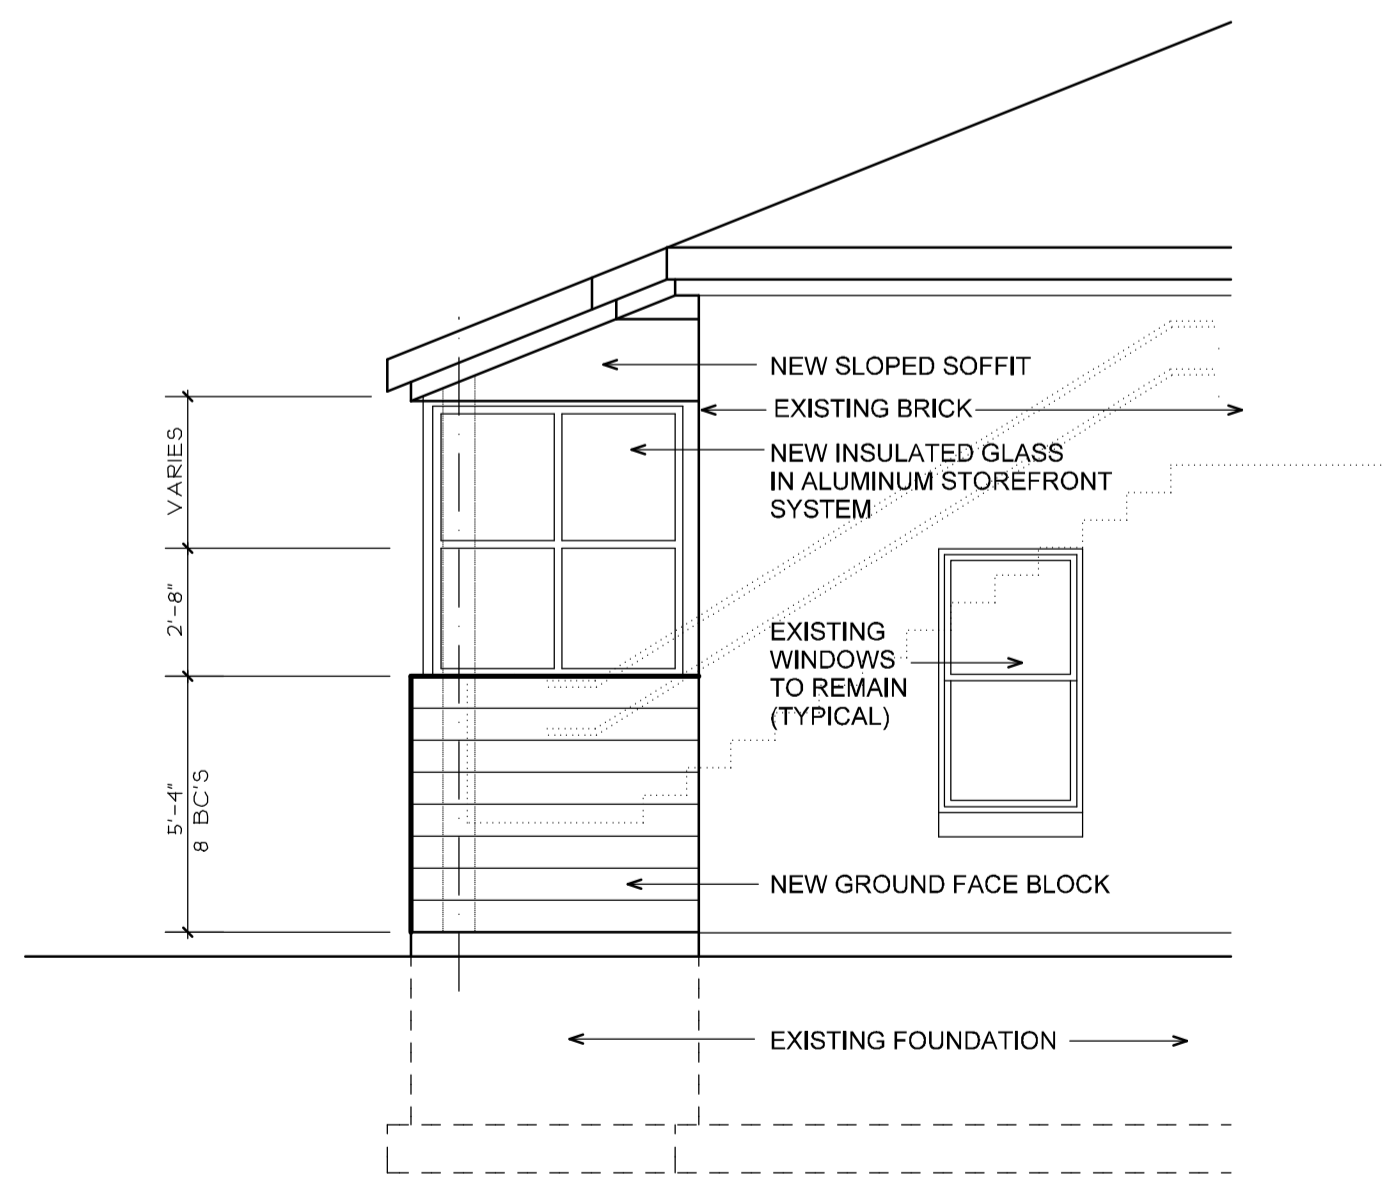 NEW SLOPED SOFFIT
EXISTING BRICK
NEW INSULATED GLASS
IN ALUMINUM STOREFRONT
SYSTEM
VARIES
2'-8"
EXISTING
WINDOWS
TO REMAIN
(TYPICAL)
5'-4"
8 BC'S
NEW GROUND FACE BLOCK
EXISTING FOUNDATION